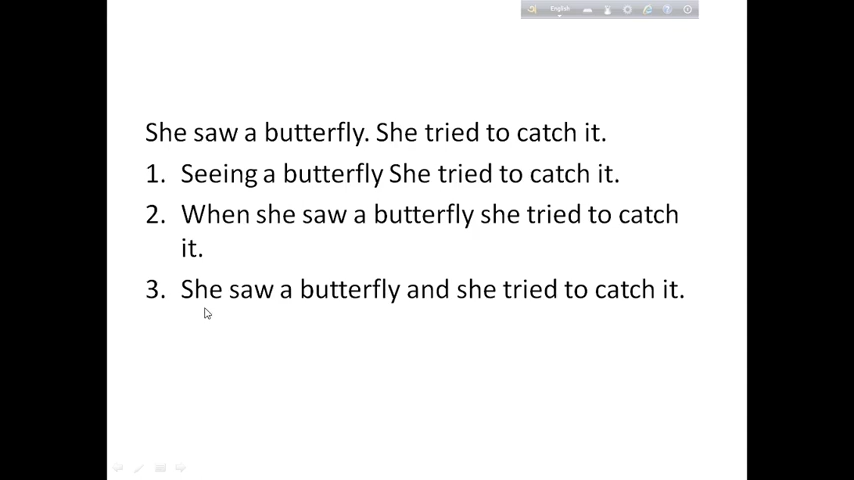 English
She saw a butterfly. She tried to catch it.
1. Seeing a butterfly She tried to catch it.
2. When she saw a butterfly she tried to catch
it.
3. She saw a butterfly and she tried to catch it.